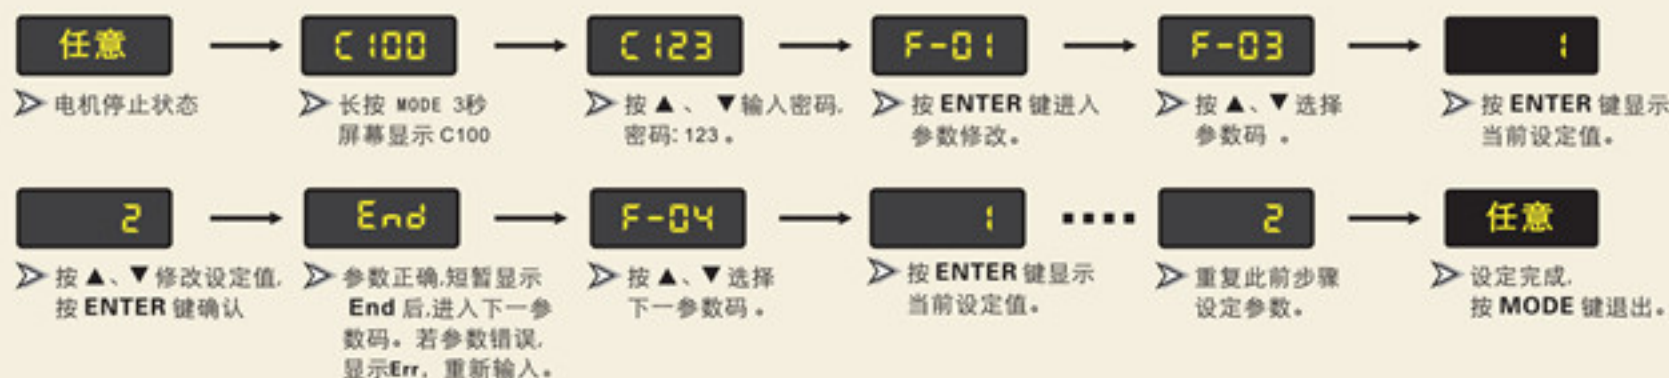 任意
C100
C123
F-01
F-03
1
电机停止状态
长按 MODE 3秒
屏幕显示 C100
按 ▲、 ▼输入密码,
密码: 123 。
按 ENTER 键进入
参数修改。
按 ▲、▼ 选择
参数码 。
按 ENTER 键显示
当前设定值。
2
End
F-04
1
2
任意
按 ▲、▼ 修改设定值,
按 ENTER 键确认
参数正确,短暂显示
End 后,进入下一参
数码。若参数错误,
显示Err, 重新输入。
按 ▲、▼ 选择
下一参数码 。
按 ENTER 键显示
当前设定值。
重复此前步骤
设定参数。
设定完成,
按 MODE 键退出。